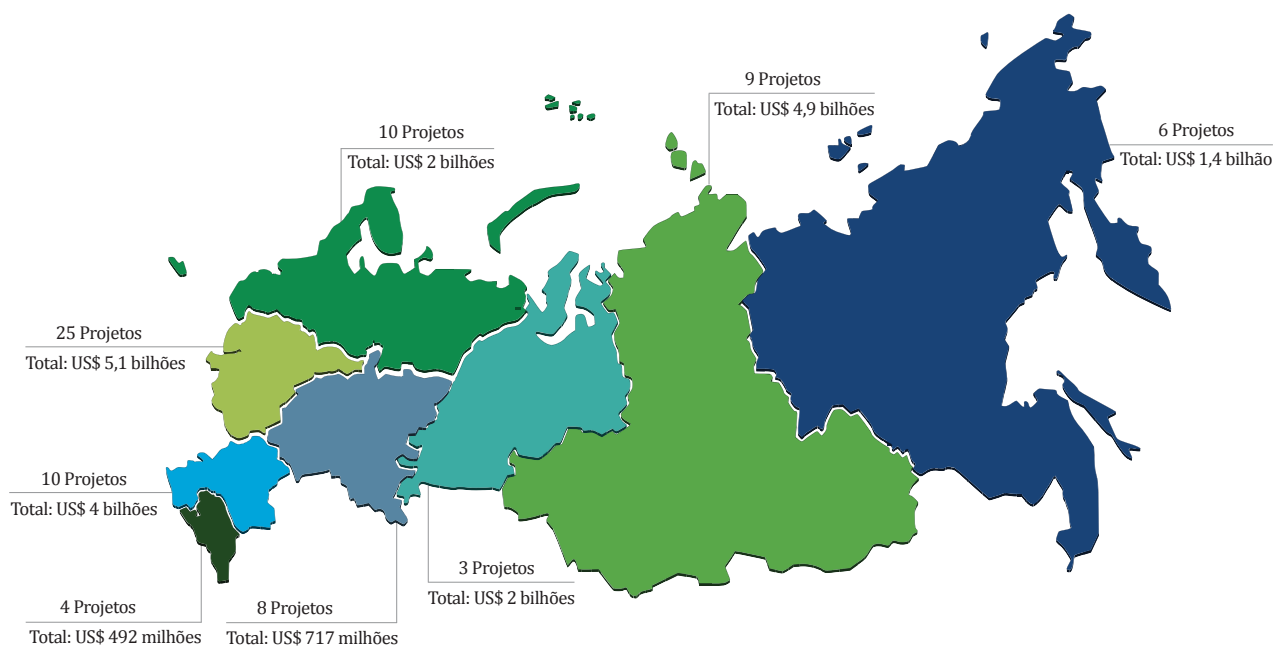 9 Projetos
Total: US$ 4,9 bilhões
10 Projetos
Total: US$ 2 bilhões
6 Projetos
Total: US$ 1,4 bilhão
25 Projetos
Total: US$ 5,1 bilhões
10 Projetos
Total: US$ 4 bilhões
3 Projetos
Total: US$ 2 bilhões
4 Projetos
Total: US$ 492 milhões
8 Projetos
Total: US$ 717 milhões